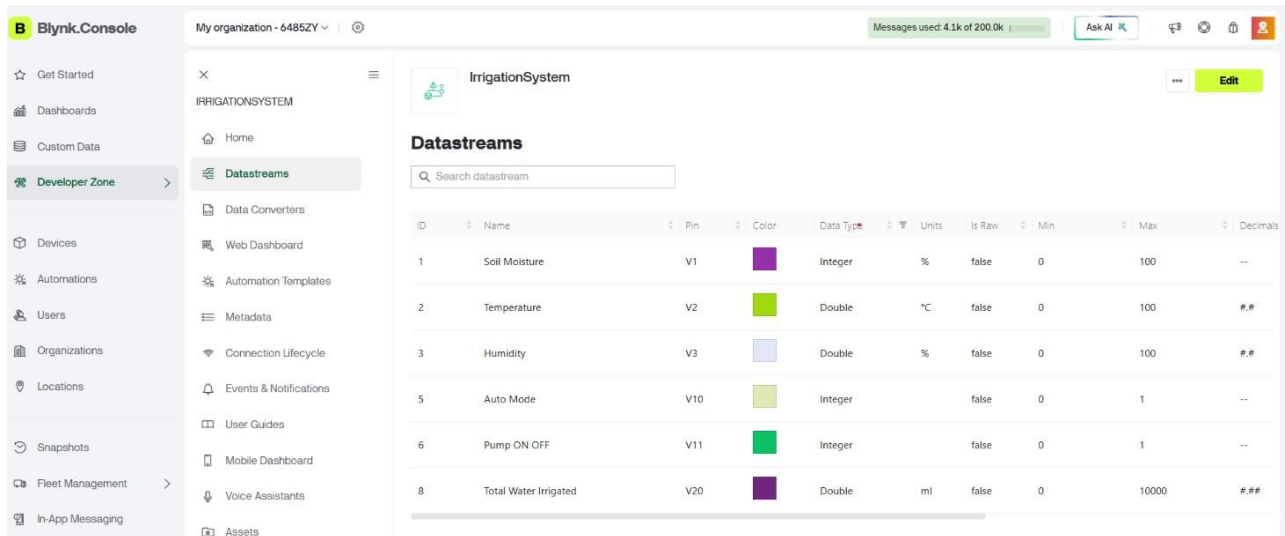 B Blynk.Console
My organization - 6485ZY
Messages used: 4.1k of 200.0k
Ask AI
Get Started
Dashboards
Custom Data
Developer Zone
Devices
Automations
Users
Organizations
Locations
Snapshots
Fleet Management
In-App Messaging
IRRIGATIONSYSTEM
Home
Datastreams
Data Converters
Web Dashboard
Automation Templates
Metadata
Connection Lifecycle
Events & Notifications
User Guides
Mobile Dashboard
Voice Assistants
Assets
IrrigationSystem
Edit
Datastreams
Search datastream
ID Name Pin Color Data Type Units Is Raw Min Max Decimals
1 Soil Moisture V1 Integer % false 0 100 --
2 Temperature V2 Double °C false 0 100 #.#
3 Humidity V3 Double % false 0 100 #.#
5 Auto Mode V10 Integer false 0 1 --
6 Pump ON OFF V11 Integer false 0 1 --
8 Total Water Irrigated V20 Double ml false 0 10000 #.##